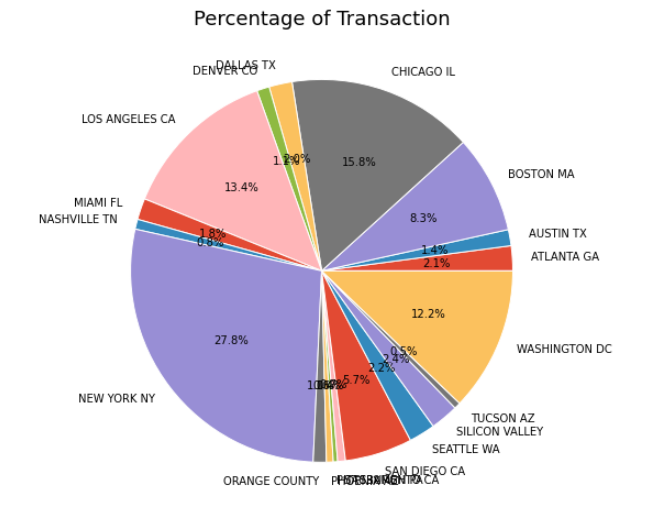 Percentage of Transaction
DALLAS TX
DENVER CO
CHICAGO IL
LOS ANGELES CA
15.8%
2.0%
13.4%
BOSTON MA
8.3%
MIAMI FL
NASHVILLE TN
1.8%
0.8%
AUSTIN TX
1.4%
ATLANTA GA
2.1%
12.2%
27.8%
WASHINGTON DC
0.5%
2.4%
2.2%
5.7%
NEW YORK NY
TUCSON AZ
SILICON VALLEY
SEATTLE WA
SAN DIEGO CA
ORANGE COUNTY